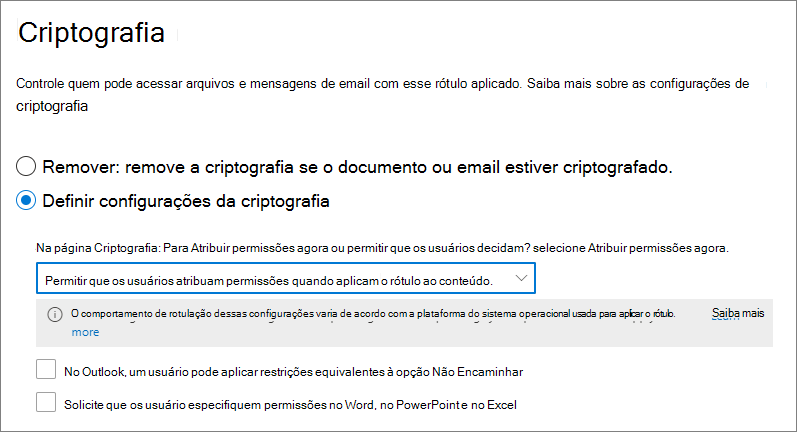 Criptografia
Controle quem pode acessar arquivos e mensagens de email com esse rótulo aplicado. Saiba mais sobre as configurações de
criptografia
Remover: remove a criptografia se o documento ou email estiver criptografado.
Definir configurações da criptografia
Na página Criptografia: Para Atribuir permissões agora ou permitir que os usuários decidam? selecione Atribuir permissões agora.
Permitir que os usuários atribuam permissões quando aplicam o rótulo ao conteúdo.
O comportamento de rotulação dessas configurações varia de acordo com a plataforma do sistema operacional usada para aplicar o rótulo. Saiba mais
more
No Outlook, um usuário pode aplicar restrições equivalentes à opção Não Encaminhar
Solicite que os usuário especifiquem permissões no Word, no PowerPoint e no Excel